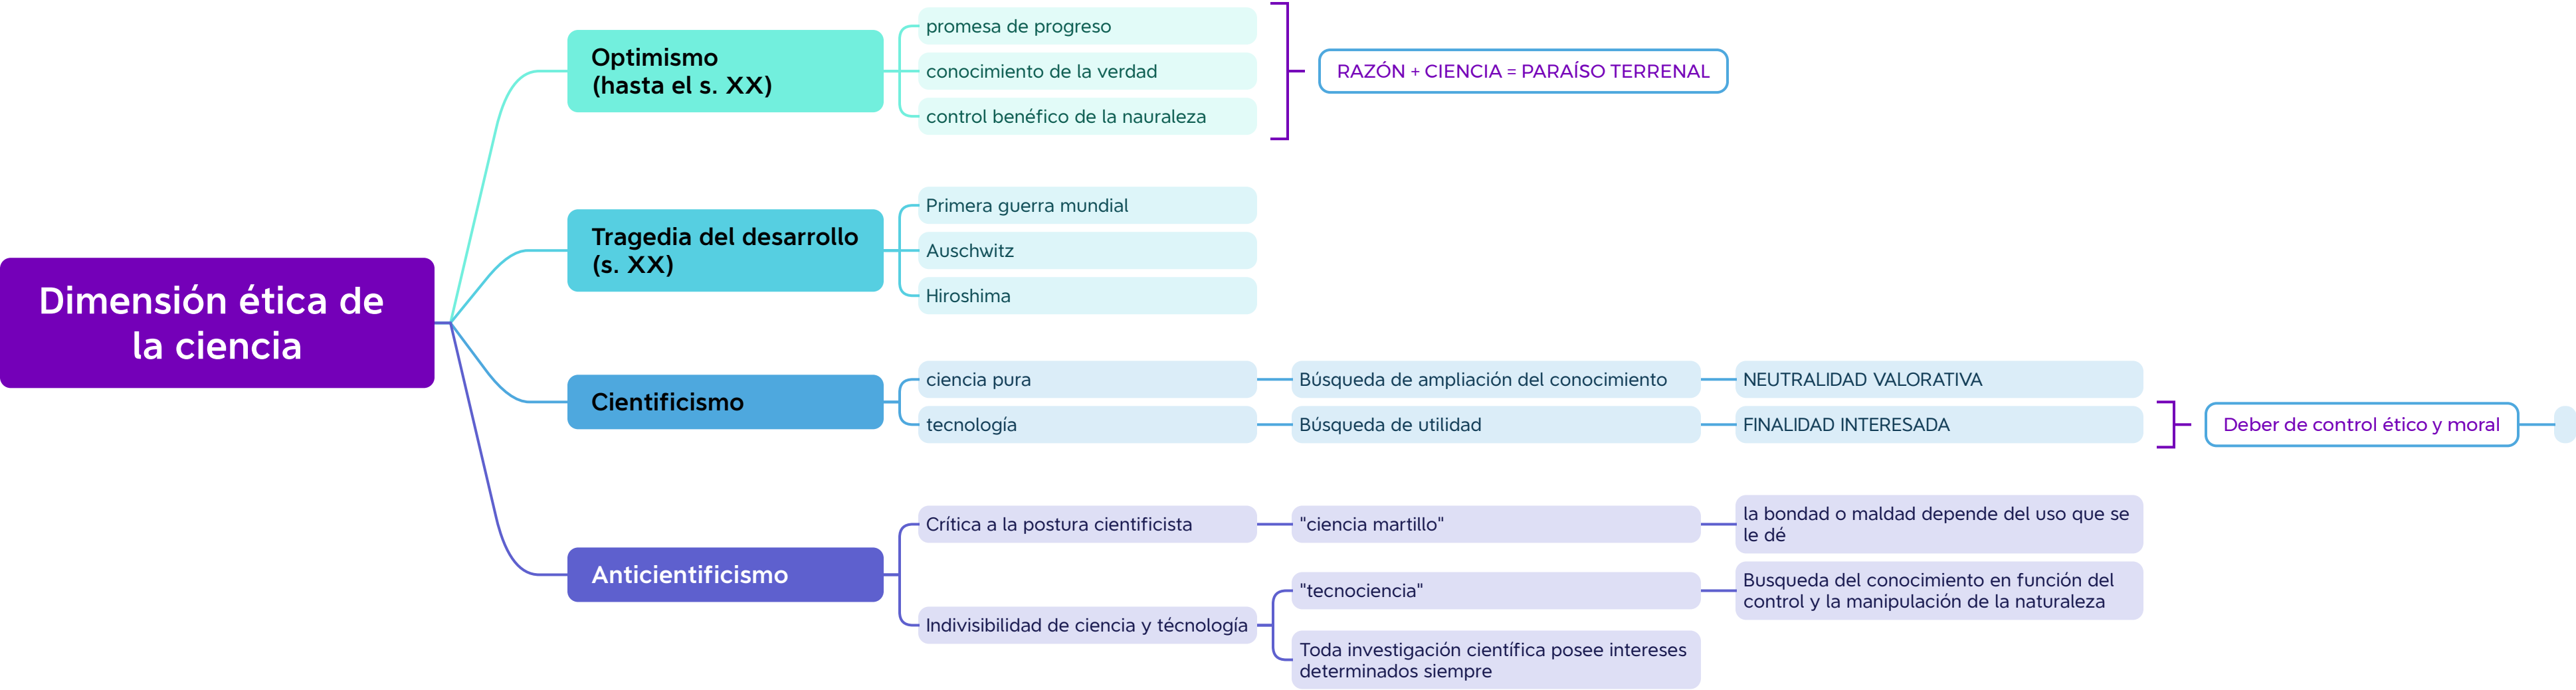 Dimensión ética de
la ciencia
Optimismo
(hasta el s. XX)
promesa de progreso
conocimiento de la verdad
control benéfico de la nauraleza
RAZÓN + CIENCIA = PARAÍSO TERRENAL
Tragedia del desarrollo
(s. XX)
Primera guerra mundial
Auschwitz
Hiroshima
Cientificismo
ciencia pura
Búsqueda de ampliación del conocimiento
NEUTRALIDAD VALORATIVA
tecnología
Búsqueda de utilidad
FINALIDAD INTERESADA
Deber de control ético y moral
Anticientificismo
Crítica a la postura cientificista
"ciencia martillo"
la bondad o maldad depende del uso que se
le dé
Indivisibilidad de ciencia y técnología
"tecnociencia"
Busqueda del conocimiento en función del
control y la manipulación de la naturaleza
Toda investigación científica posee intereses
determinados siempre